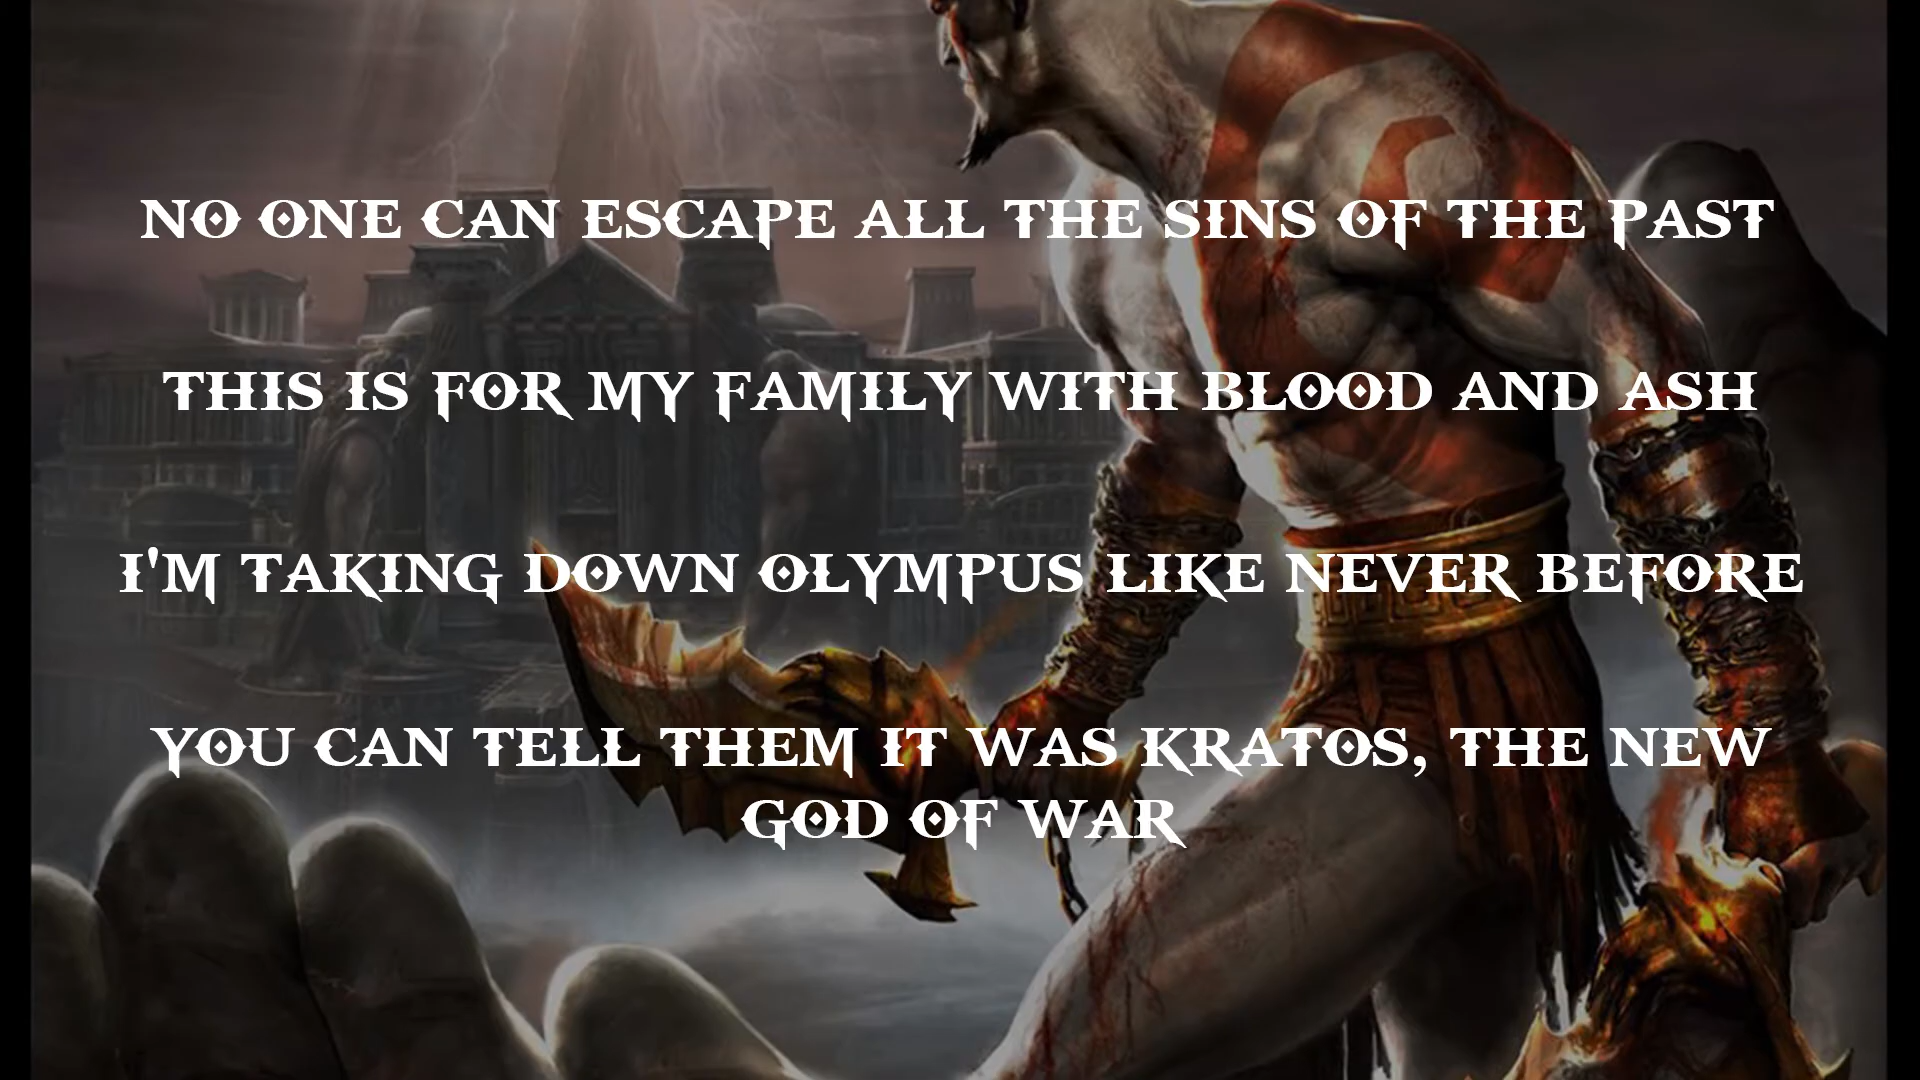 NO ONE CAN ESCAPE ALL THE SINS OF THE PAST
THIS IS FOR MY FAMILY WITH BLOOD AND ASH
I'M TAKING DOWN OLYMPUS LIKE NEVER BEFORE
YOU CAN TELL THEM IT WAS KRATOS, THE NEW
GOD OF WAR